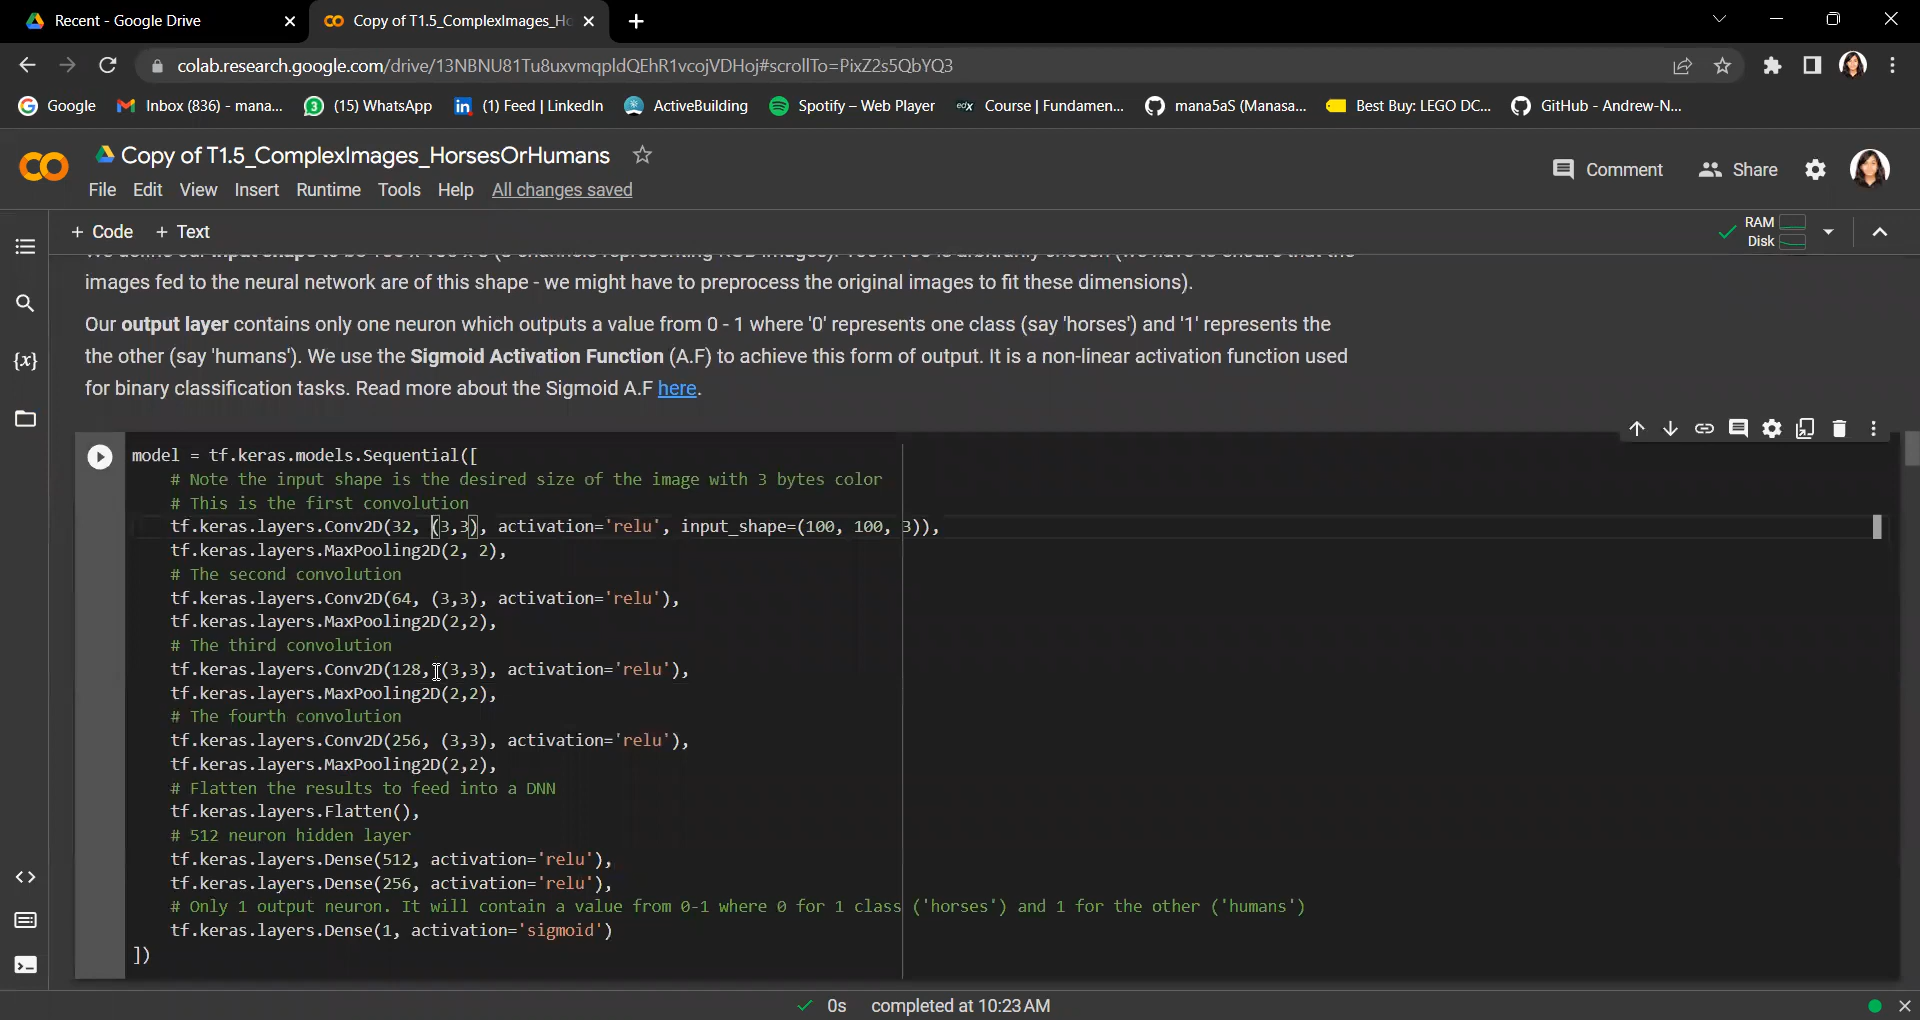 Recent - Google Drive
Copy of T1.5_ComplexImages_Ho
colab.research.google.com/drive/13NBNU81Tu8uxvmqpldQEhR1vcojVDHoj#scrollTo=PixZ2s5QbYQ3
Google
Inbox (836) - mana...
(15) WhatsApp
(1) Feed | LinkedIn
ActiveBuilding
Spotify – Web Player
Course | Fundamen...
mana5aS (Manasa...
Best Buy: LEGO DC...
GitHub - Andrew-N...
Copy of T1.5_ComplexImages_HorsesOrHumans
Comment
Share
File Edit View Insert Runtime Tools Help All changes saved
+ Code + Text
RAM
Disk
images fed to the neural network are of this shape - we might have to preprocess the original images to fit these dimensions).
Our output layer contains only one neuron which outputs a value from 0 - 1 where '0' represents one class (say 'horses') and '1' represents the
the other (say 'humans'). We use the Sigmoid Activation Function (A.F) to achieve this form of output. It is a non-linear activation function used
for binary classification tasks. Read more about the Sigmoid A.F here.
model = tf.keras.models.Sequential([
# Note the input shape is the desired size of the image with 3 bytes color
# This is the first convolution
tf.keras.layers.Conv2D(32, (3,3), activation='relu', input_shape=(100, 100, 3)),
tf.keras.layers.MaxPooling2D(2, 2),
# The second convolution
tf.keras.layers.Conv2D(64, (3,3), activation='relu'),
tf.keras.layers.MaxPooling2D(2,2),
# The third convolution
tf.keras.layers.Conv2D(128, (3,3), activation='relu'),
tf.keras.layers.MaxPooling2D(2,2),
# The fourth convolution
tf.keras.layers.Conv2D(256, (3,3), activation='relu'),
tf.keras.layers.MaxPooling2D(2,2),
# Flatten the results to feed into a DNN
tf.keras.layers.Flatten(),
# 512 neuron hidden layer
tf.keras.layers.Dense(512, activation='relu'),
tf.keras.layers.Dense(256, activation='relu'),
# Only 1 output neuron. It will contain a value from 0-1 where 0 for 1 class ('horses') and 1 for the other ('humans')
tf.keras.layers.Dense(1, activation='sigmoid')
])
0s completed at 10:23 AM